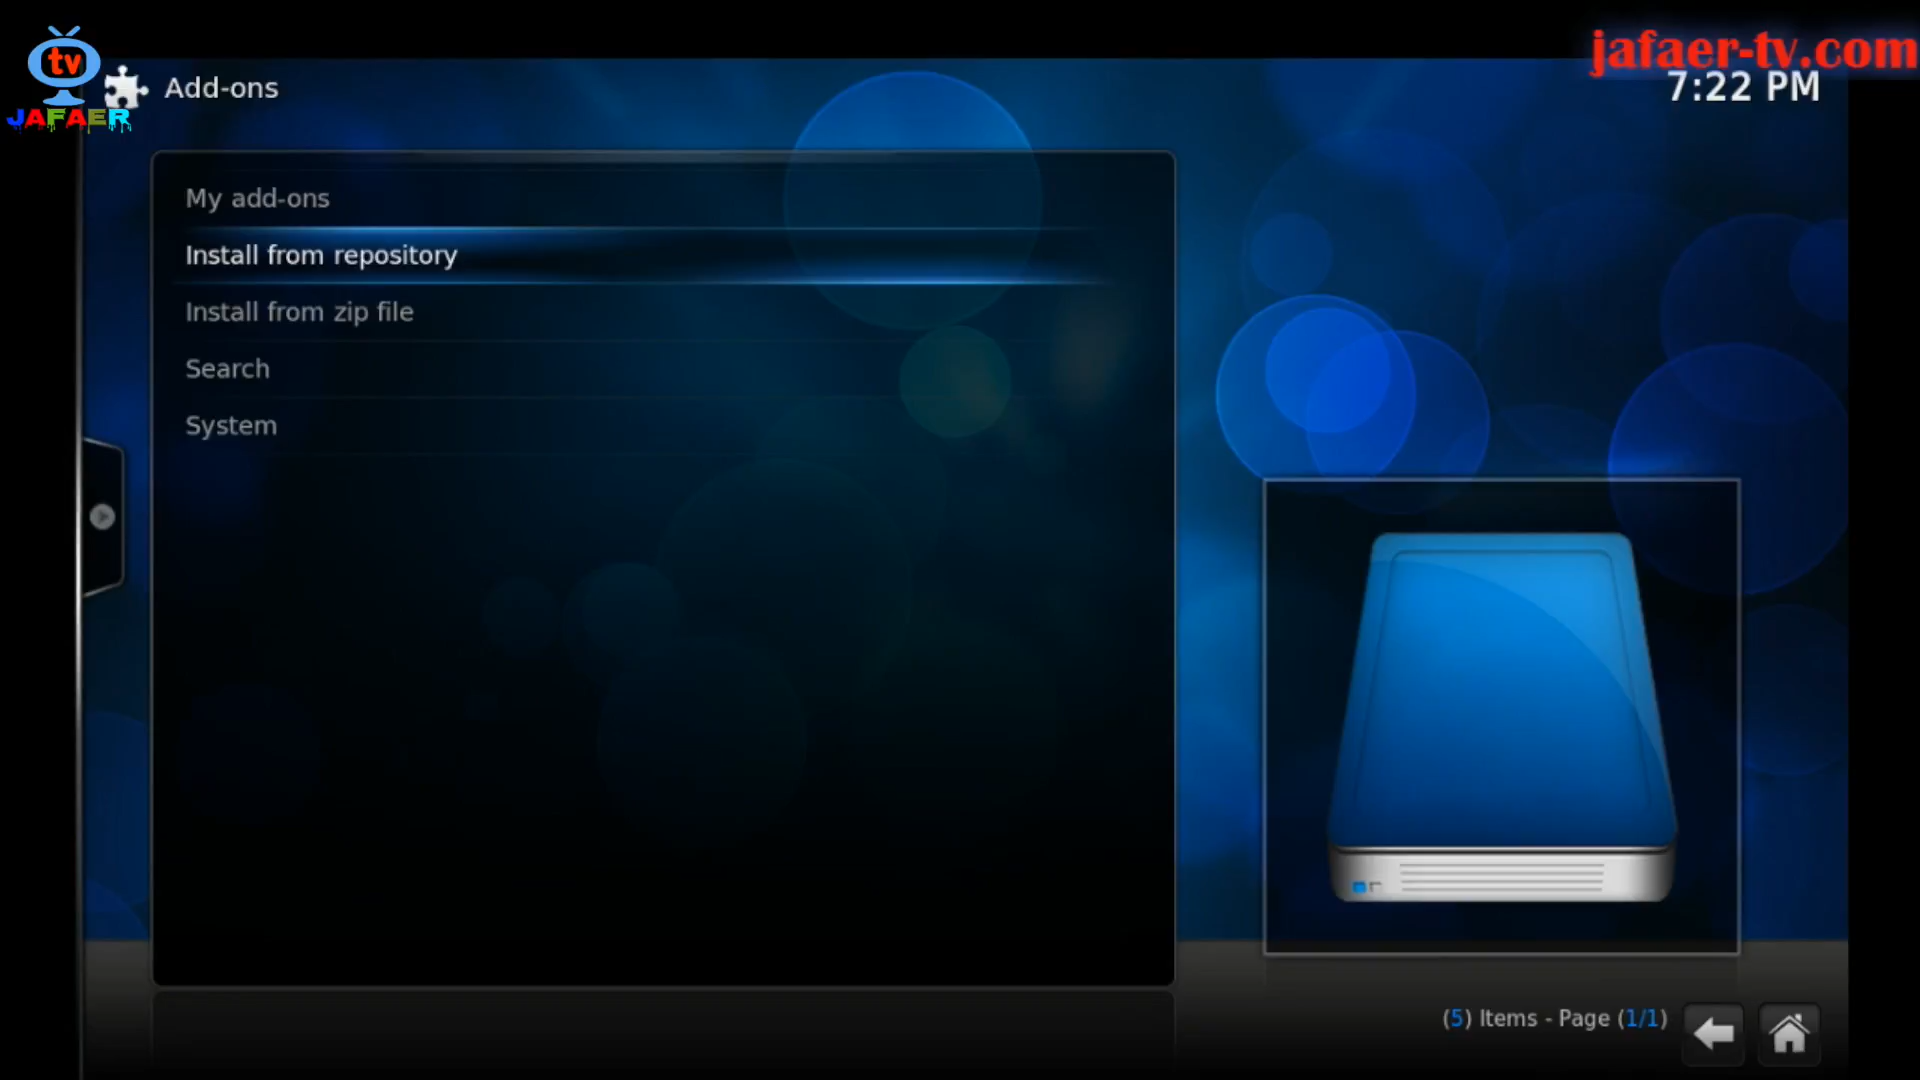 tv
JAFAER
Add-ons
jafaer-tv.com
7:22 PM
My add-ons
Install from repository
Install from zip file
Search
System
(5) Items - Page (1/1)